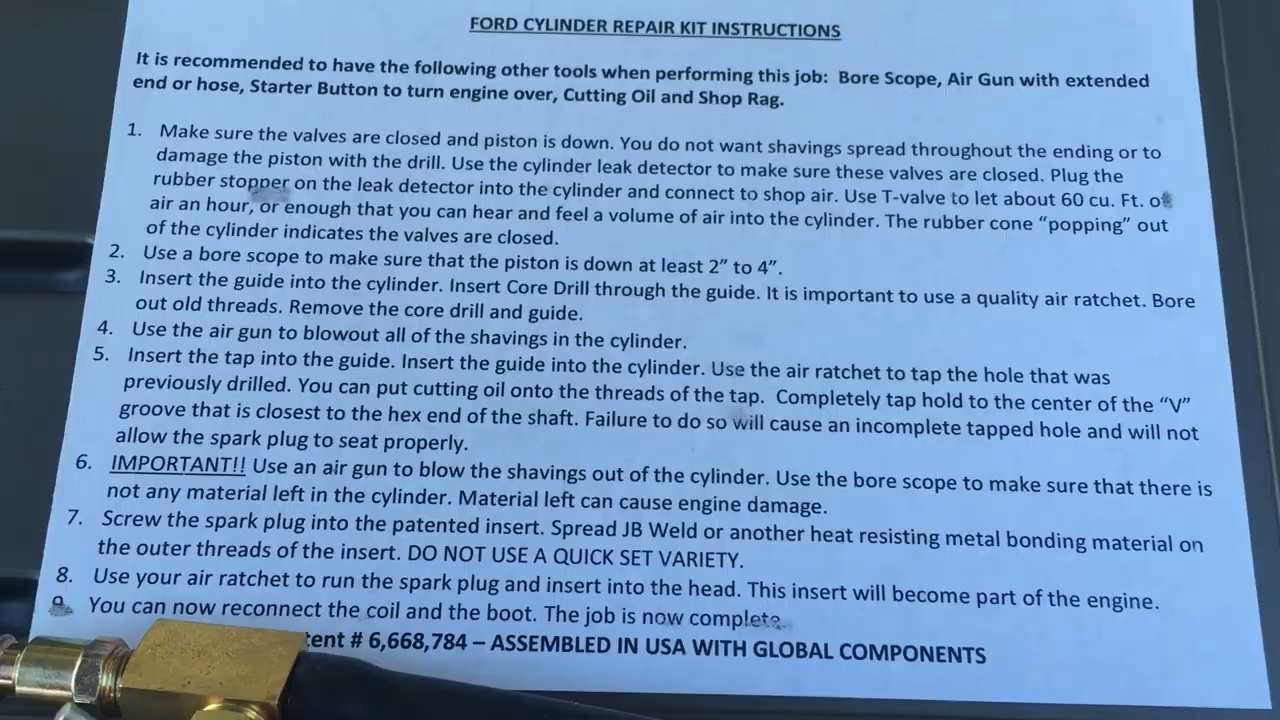 FORD CYLINDER REPAIR KIT INSTRUCTIONS
It is recommended to have the following other tools when performing this job: Bore Scope, Air Gun with extended
end or hose, Starter Button to turn engine over, Cutting Oil and Shop Rag.
1. Make sure the valves are closed and piston is down. You do not want shavings spread throughout the ending or to
damage the piston with the drill. Use the cylinder leak detector to make sure these valves are closed. Plug the
rubber stopper on the leak detector into the cylinder and connect to shop air. Use T-valve to let about 60 cu. Ft. of
air an hour, or enough that you can hear and feel a volume of air into the cylinder. The rubber cone “popping” out
of the cylinder indicates the valves are closed.
2. Use a bore scope to make sure that the piston is down at least 2” to 4”.
3. Insert the guide into the cylinder. Insert Core Drill through the guide. It is important to use a quality air ratchet. Bore
out old threads. Remove the core drill and guide.
4. Use the air gun to blowout all of the shavings in the cylinder.
5. Insert the tap into the guide. Insert the guide into the cylinder. Use the air ratchet to tap the hole that was
previously drilled. You can put cutting oil onto the threads of the tap. Completely tap hold to the center of the “V”
groove that is closest to the hex end of the shaft. Failure to do so will cause an incomplete tapped hole and will not
allow the spark plug to seat properly.
6. IMPORTANT!! Use an air gun to blow the shavings out of the cylinder. Use the bore scope to make sure that there is
not any material left in the cylinder. Material left can cause engine damage.
7. Screw the spark plug into the patented insert. Spread JB Weld or another heat resisting metal bonding material on
the outer threads of the insert. DO NOT USE A QUICK SET VARIETY.
8. Use your air ratchet to run the spark plug and insert into the head. This insert will become part of the engine.
9. You can now reconnect the coil and the boot. The job is now complete.
tent # 6,668,784 – ASSEMBLED IN USA WITH GLOBAL COMPONENTS